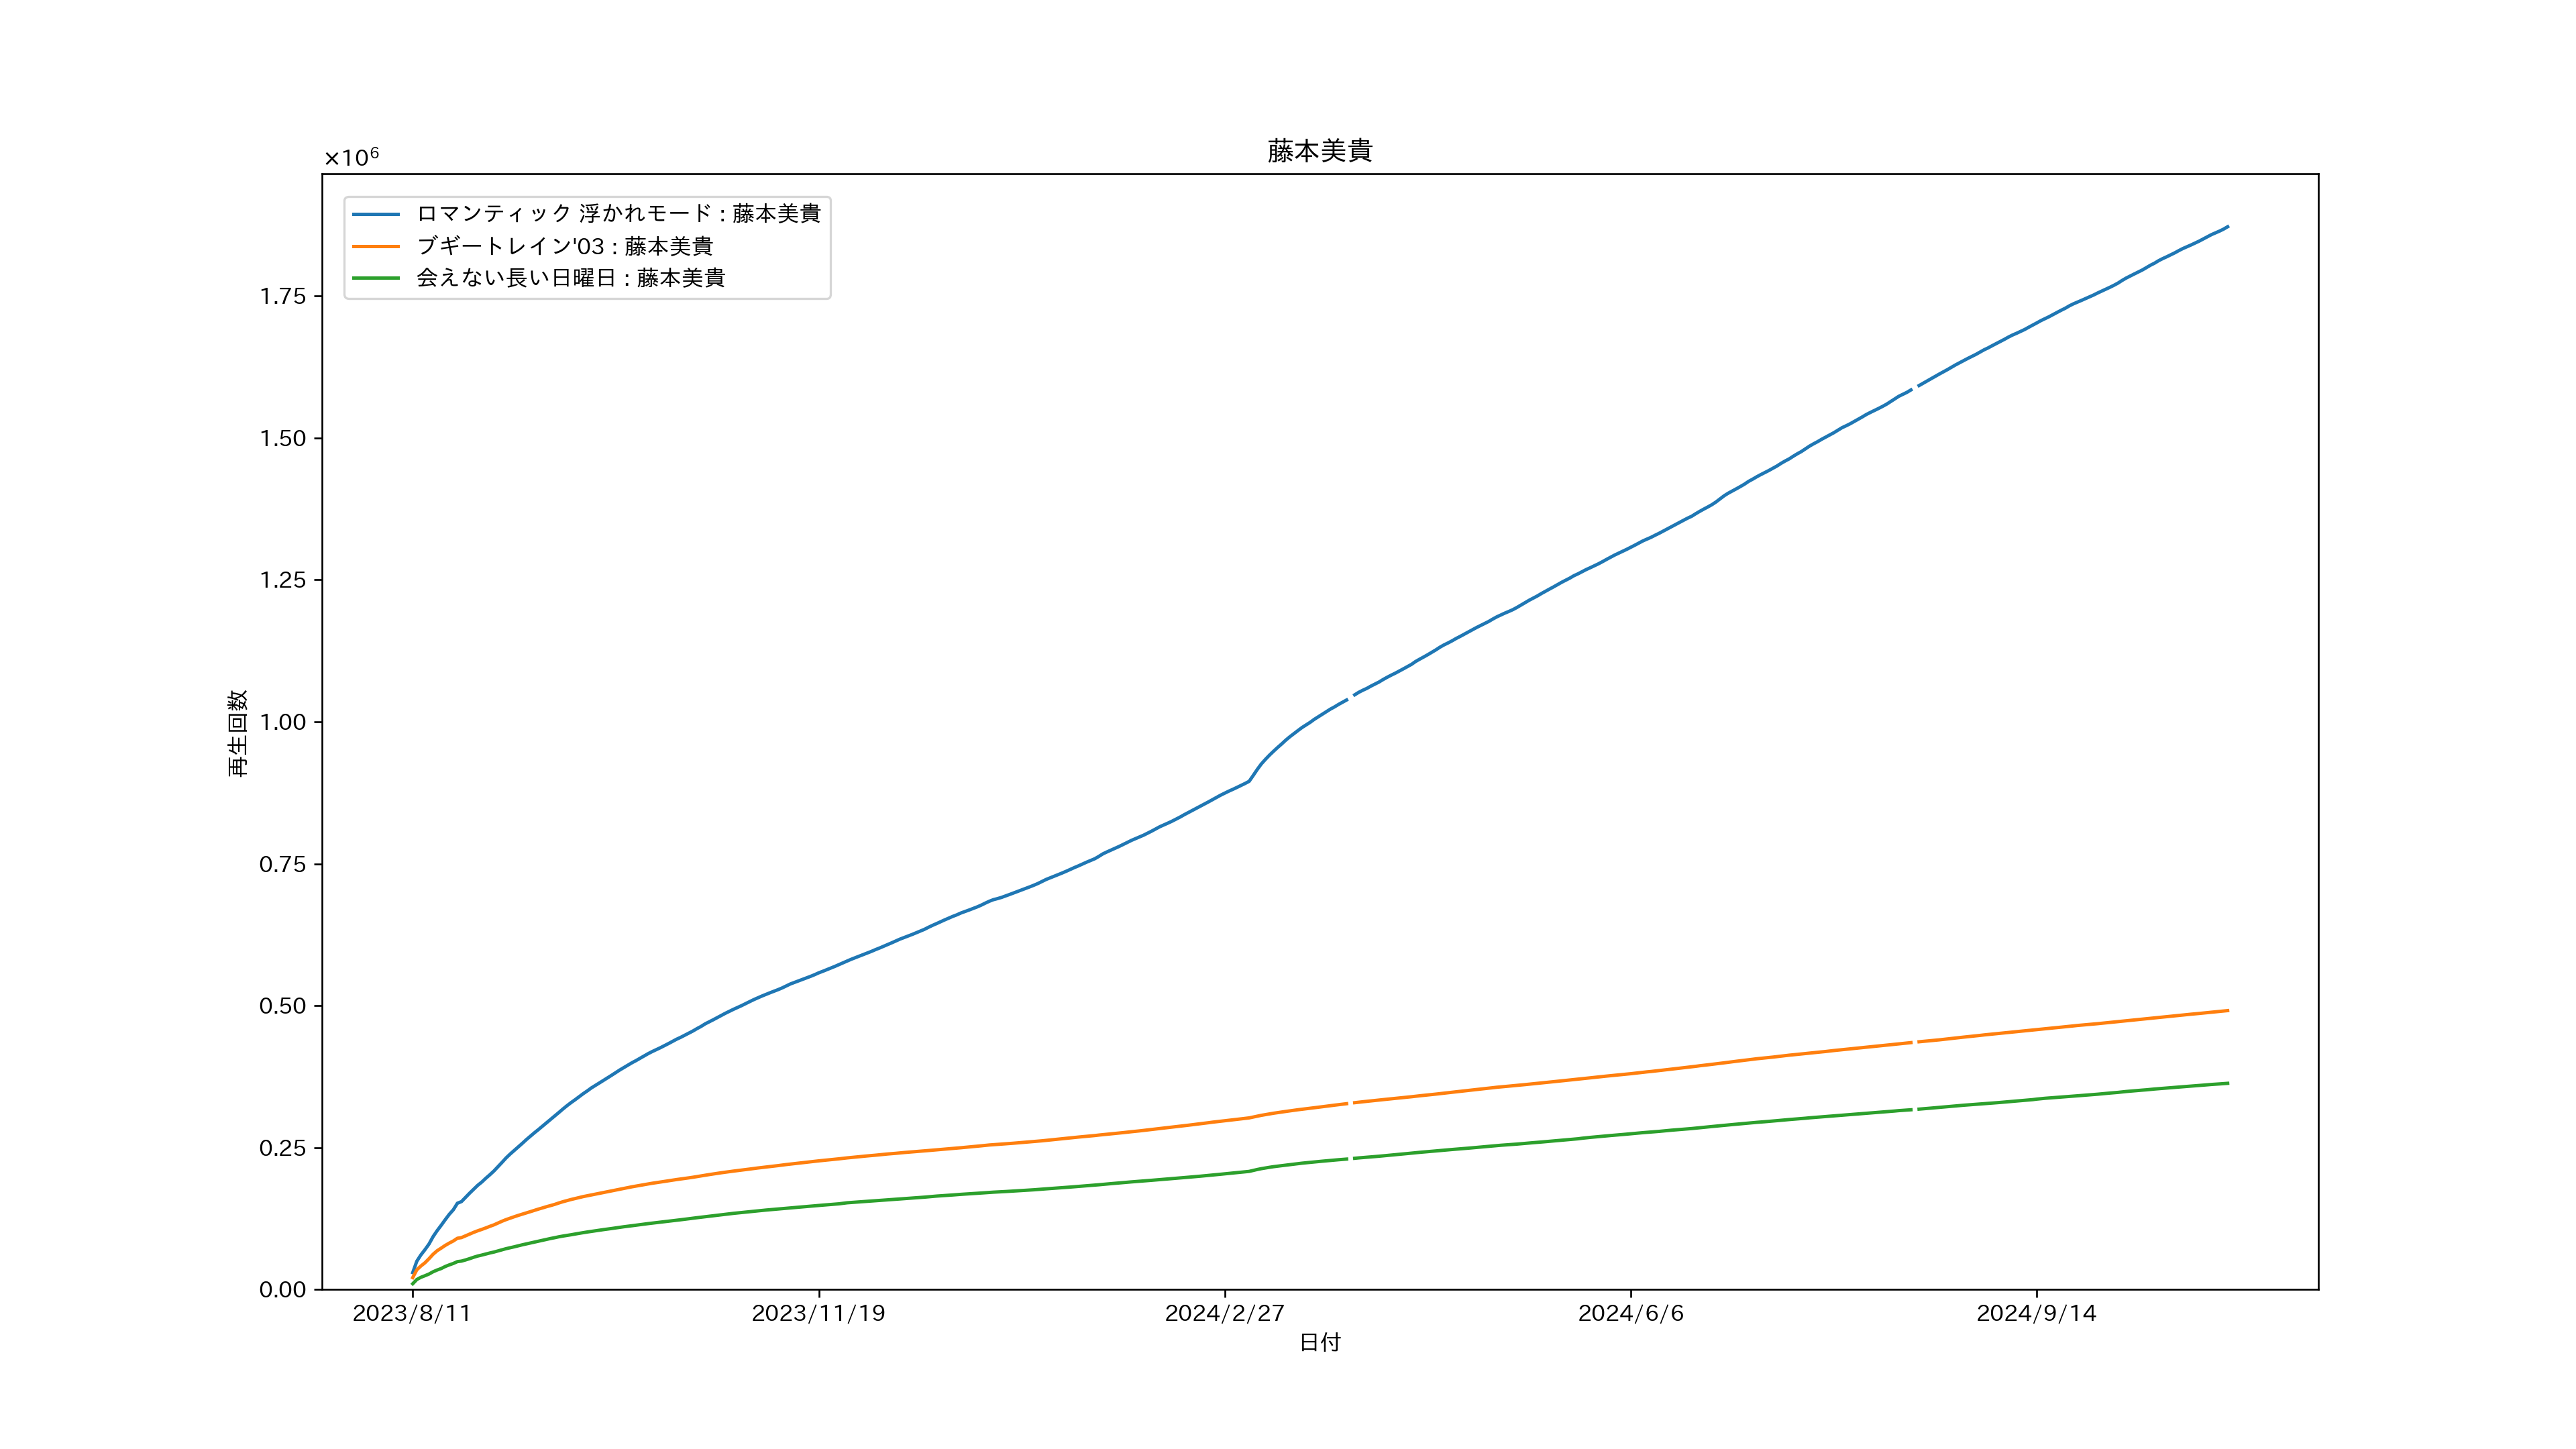 藤本美貴
×10⁶
ロマンティック 浮かれモード : 藤本美貴
ブギートレイン'03 : 藤本美貴
会えない長い日曜日 : 藤本美貴
1.75
1.50
1.25
1.00
0.75
0.50
0.25
0.00
再生回数
2023/8/11 2023/11/19 2024/2/27 2024/6/6 2024/9/14
日付